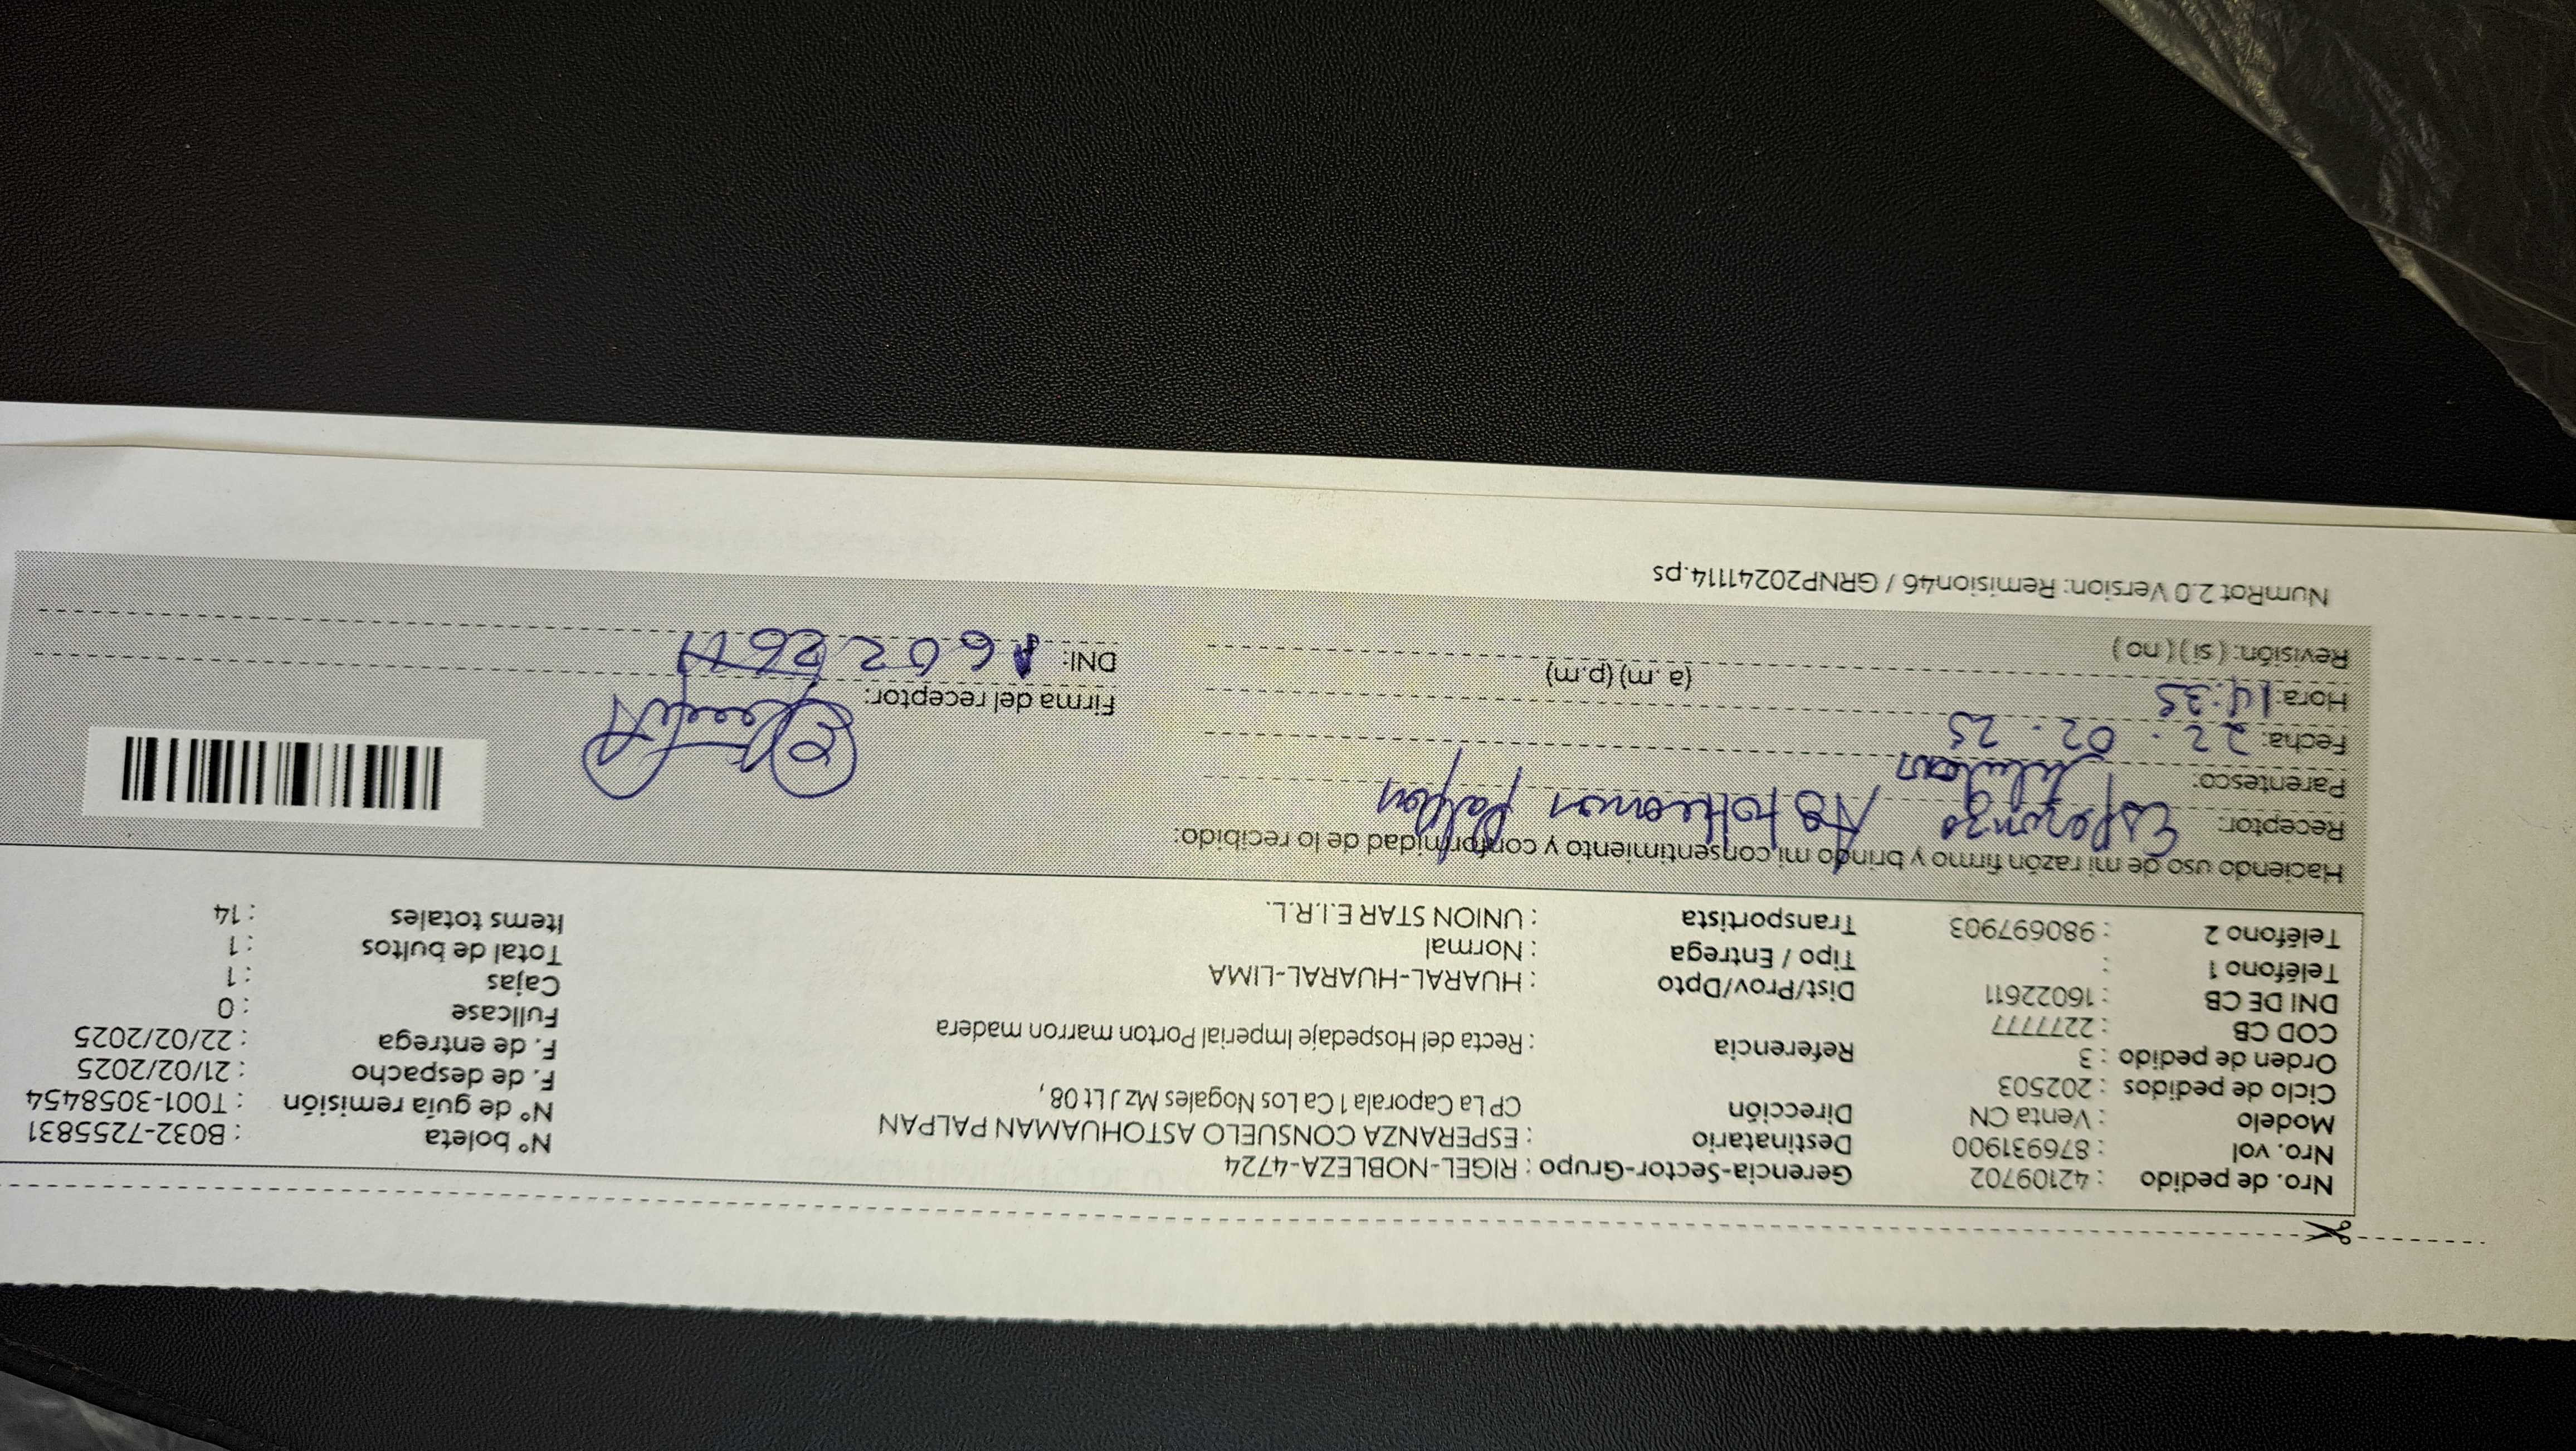 Nro. de pedido : 42109702 Gerencia-Sector-Grupo : RIGEL-NOBLEZA-4724 N° boleta : B032-7255831
Nro. vol : 876931900 Destinatario : ESPERANZA CONSUELO ASTOHUAMAN PALPAN N° de guía remisión : T001-3058454
Modelo : Venta CN Dirección CP La Caporala 1 Ca Los Nogales Mz J Lt 08 , F. de despacho : 21/02/2025
Ciclo de pedidos : 202503 F. de entrega : 22/02/2025
Orden de pedido : 3 Referencia : Recta del Hospedaje Imperial Porton marron madera Fullcase : 0
COD CB : 2277777 Cajas : 1
DNI DE CB : 16022611 Dist/Prov/Dpto : HUARAL-HUARAL-LIMA Total de bultos : 1
Teléfono 1 : Tipo / Entrega : Normal Items totales : 14
Teléfono 2 : 980697903 Transportista : UNION STAR E.I.R.L.
Haciendo uso de mi razón firmo y brindo mi consentimiento y conformidad de lo recibido:
Receptor: Esperanza Palpan
Parentesco:
Fecha: 22. 02. 25 Firma del receptor:
Hora: 14:35 (a .m) (p.m) DNI:
Revisión: ( si ) ( no )
NumRot 2.0 Version: Remision46 / GRNP20241114.ps